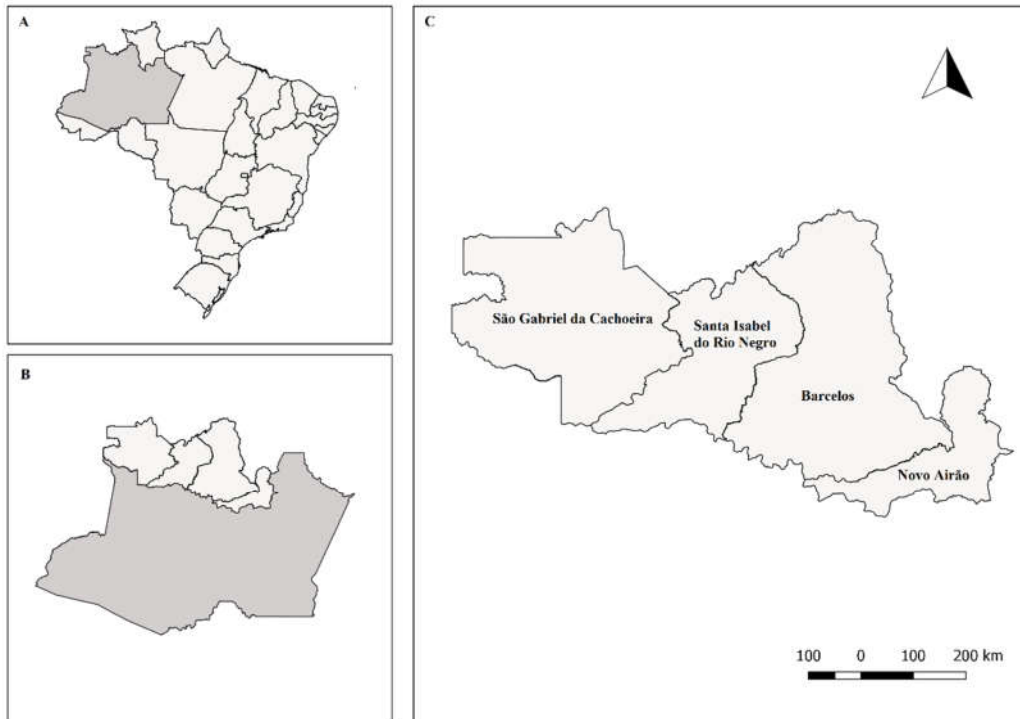 A
B
C
São Gabriel da Cachoeira
Santa Isabel
do Rio Negro
Barcelos
Novo Airão
100 0 100 200 km